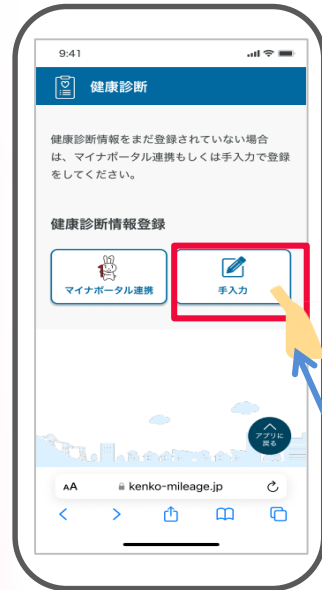 9:41
健康診断
健康診断情報をまだ登録されていない場合
は、マイナポータル連携もしくは手入力で登録
をしてください。
健康診断情報登録
マイナポータル連携
手入力
アプリに
戻る
AA
kenko-mileage.jp